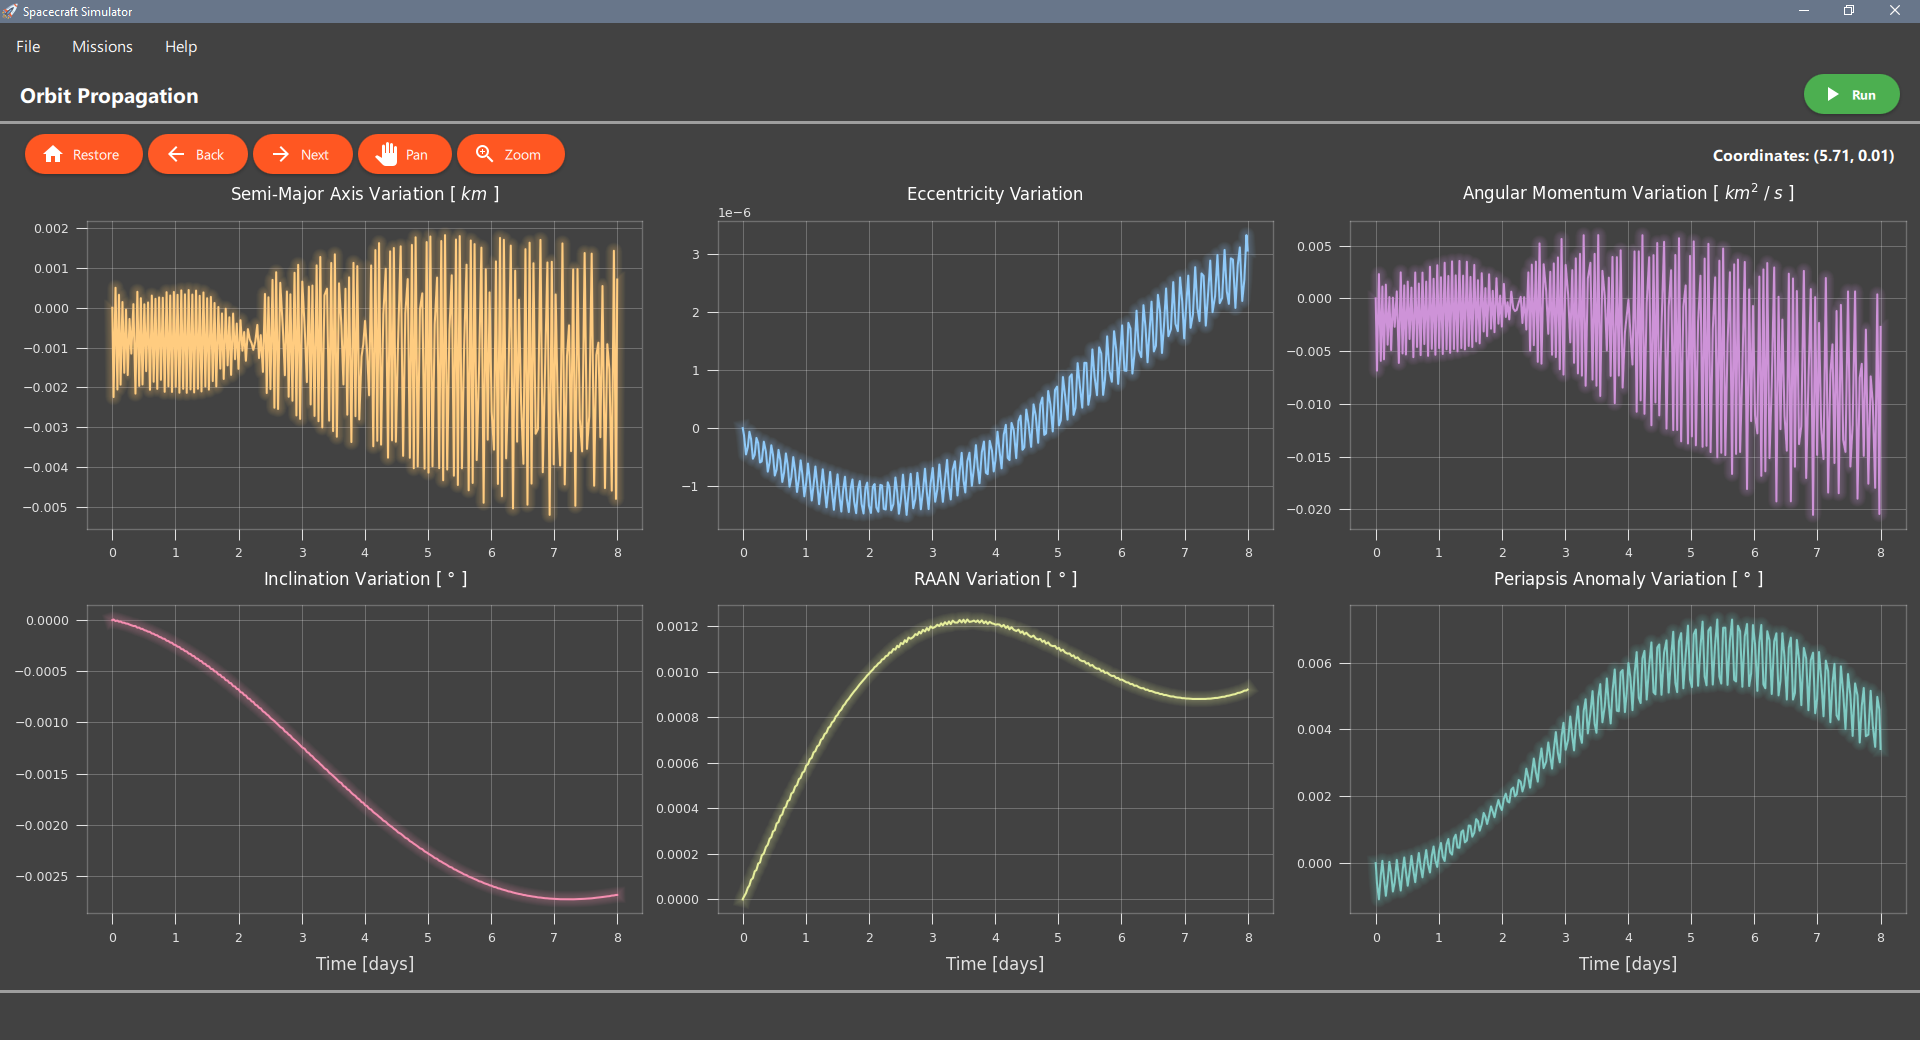 Spacecraft Simulator
File Missions Help
Orbit Propagation
Run
Restore Back Next Pan Zoom
Coordinates: (5.71, 0.01)
Semi-Major Axis Variation [ km ]
0.002
0.001
0.000
−0.001
−0.002
−0.003
−0.004
−0.005
0 1 2 3 4 5 6 7 8
Eccentricity Variation
1e−6
3
2
1
0
−1
0 1 2 3 4 5 6 7 8
Angular Momentum Variation [ km² / s ]
0.005
0.000
−0.005
−0.010
−0.015
−0.020
0 1 2 3 4 5 6 7 8
Inclination Variation [ ° ]
0.0000
−0.0005
−0.0010
−0.0015
−0.0020
−0.0025
0 1 2 3 4 5 6 7 8
Time [days]
RAAN Variation [ ° ]
0.0012
0.0010
0.0008
0.0006
0.0004
0.0002
0.0000
0 1 2 3 4 5 6 7 8
Time [days]
Periapsis Anomaly Variation [ ° ]
0.006
0.004
0.002
0.000
0 1 2 3 4 5 6 7 8
Time [days]